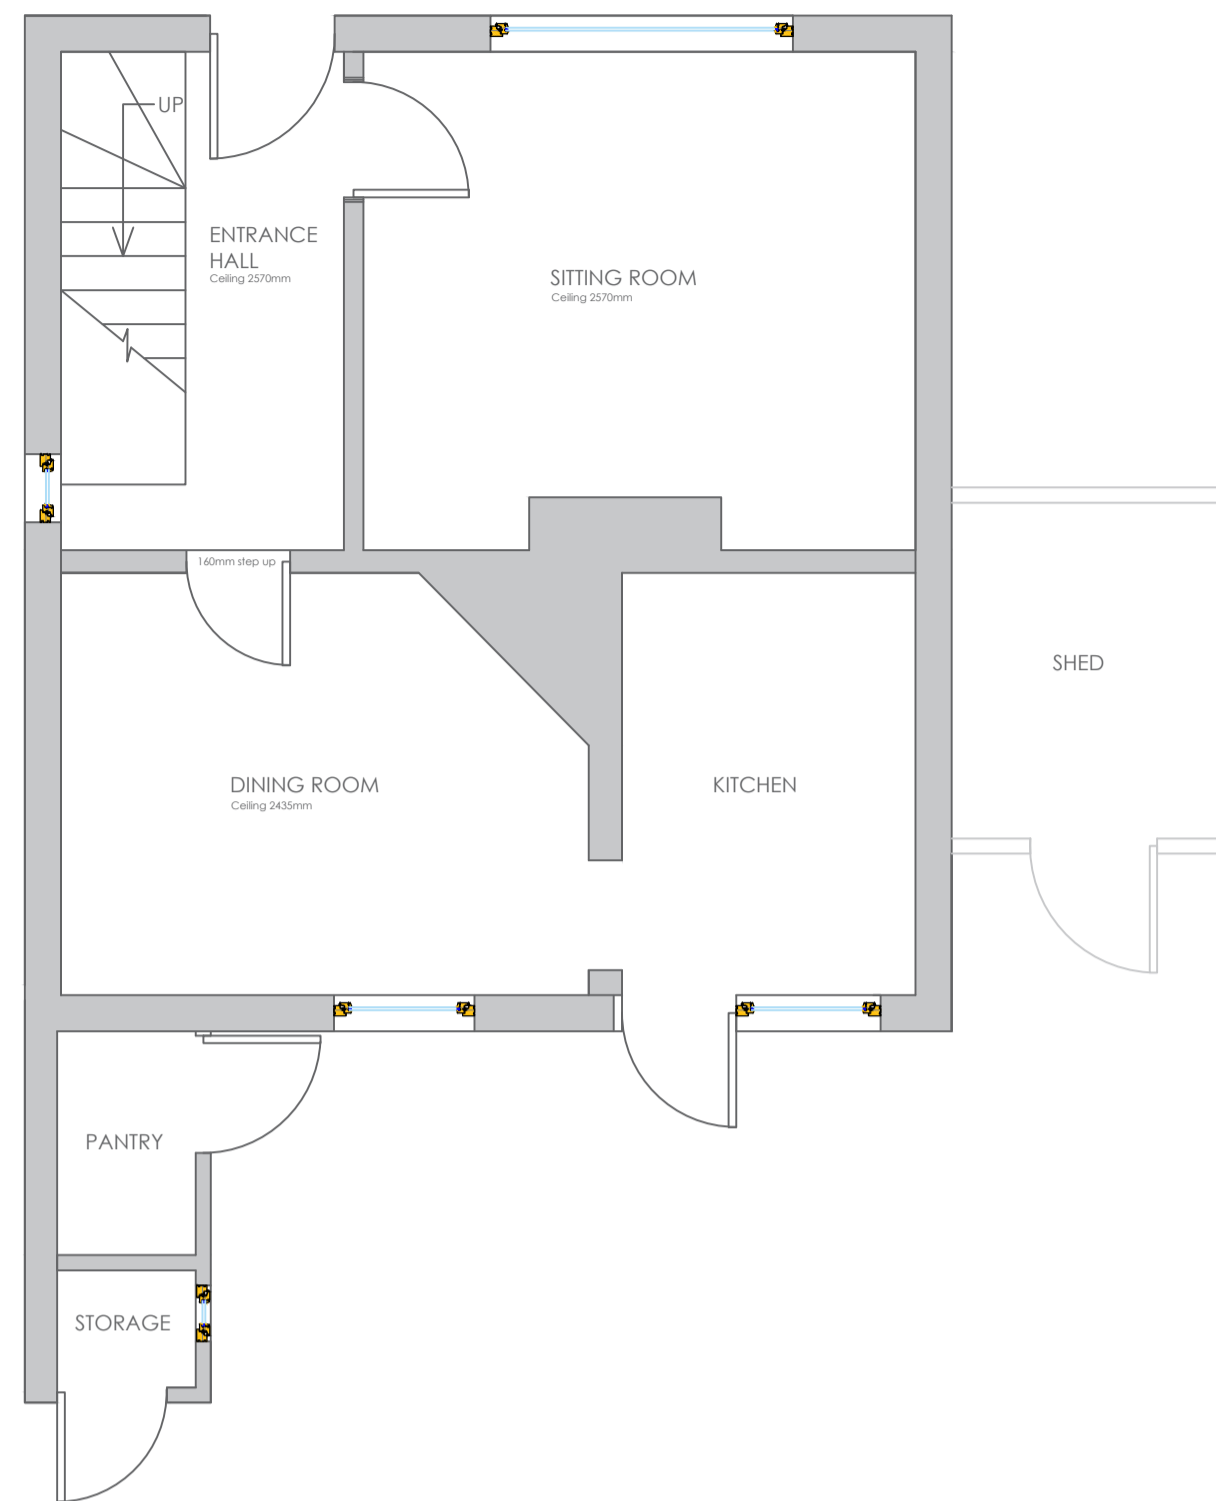 UP
ENTRANCE
HALL
Ceiling 2570mm
SITTING ROOM
Ceiling 2570mm
160mm step up
SHED
DINING ROOM
Ceiling 2435mm
KITCHEN
PANTRY
STORAGE